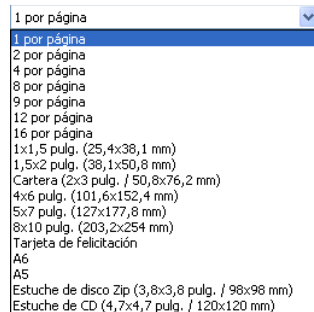 1 por página
1 por página
2 por página
4 por página
8 por página
9 por página
12 por página
16 por página
1x1,5 pulg. (25,4x38,1 mm)
1,5x2 pulg. (38,1x50,8 mm)
Cartera (2x3 pulg. / 50,8x76,2 mm)
4x6 pulg. (101,6x152,4 mm)
5x7 pulg. (127x177,8 mm)
8x10 pulg. (203,2x254 mm)
Tarjeta de felicitación
A6
A5
Estuche de disco Zip (3,8x3,8 pulg. / 98x98 mm)
Estuche de CD (4,7x4,7 pulg. / 120x120 mm)